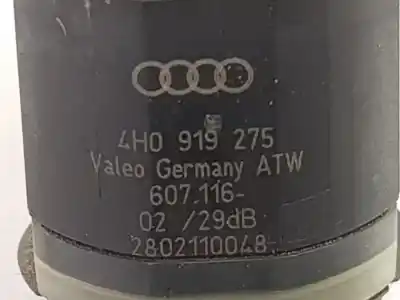 4H0 919 275
Valeo Germany ATW
607.116-
02 /29dB
2802110048-